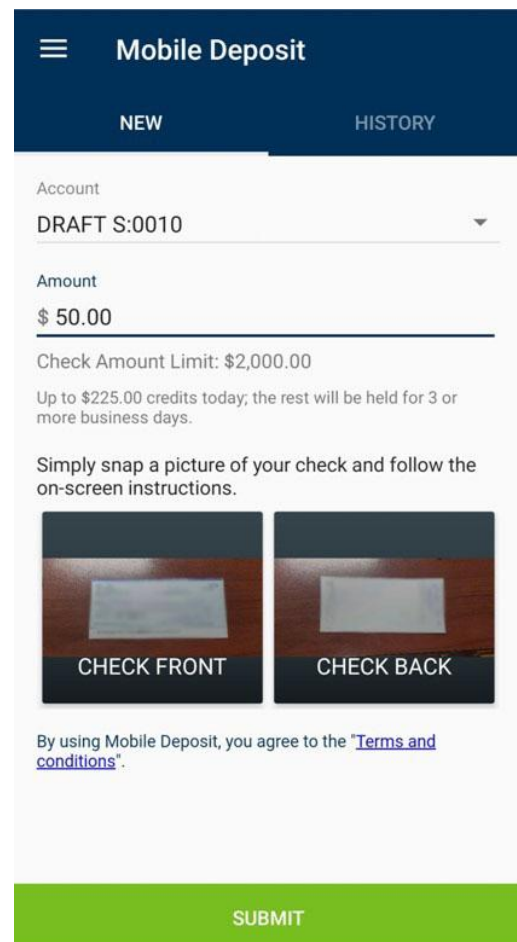 Mobile Deposit
NEW
HISTORY
Account
DRAFT S:0010
Amount
$ 50.00
Check Amount Limit: $2,000.00
Up to $225.00 credits today; the rest will be held for 3 or
more business days.
Simply snap a picture of your check and follow the
on-screen instructions.
CHECK FRONT
CHECK BACK
By using Mobile Deposit, you agree to the "Terms and
conditions".
SUBMIT